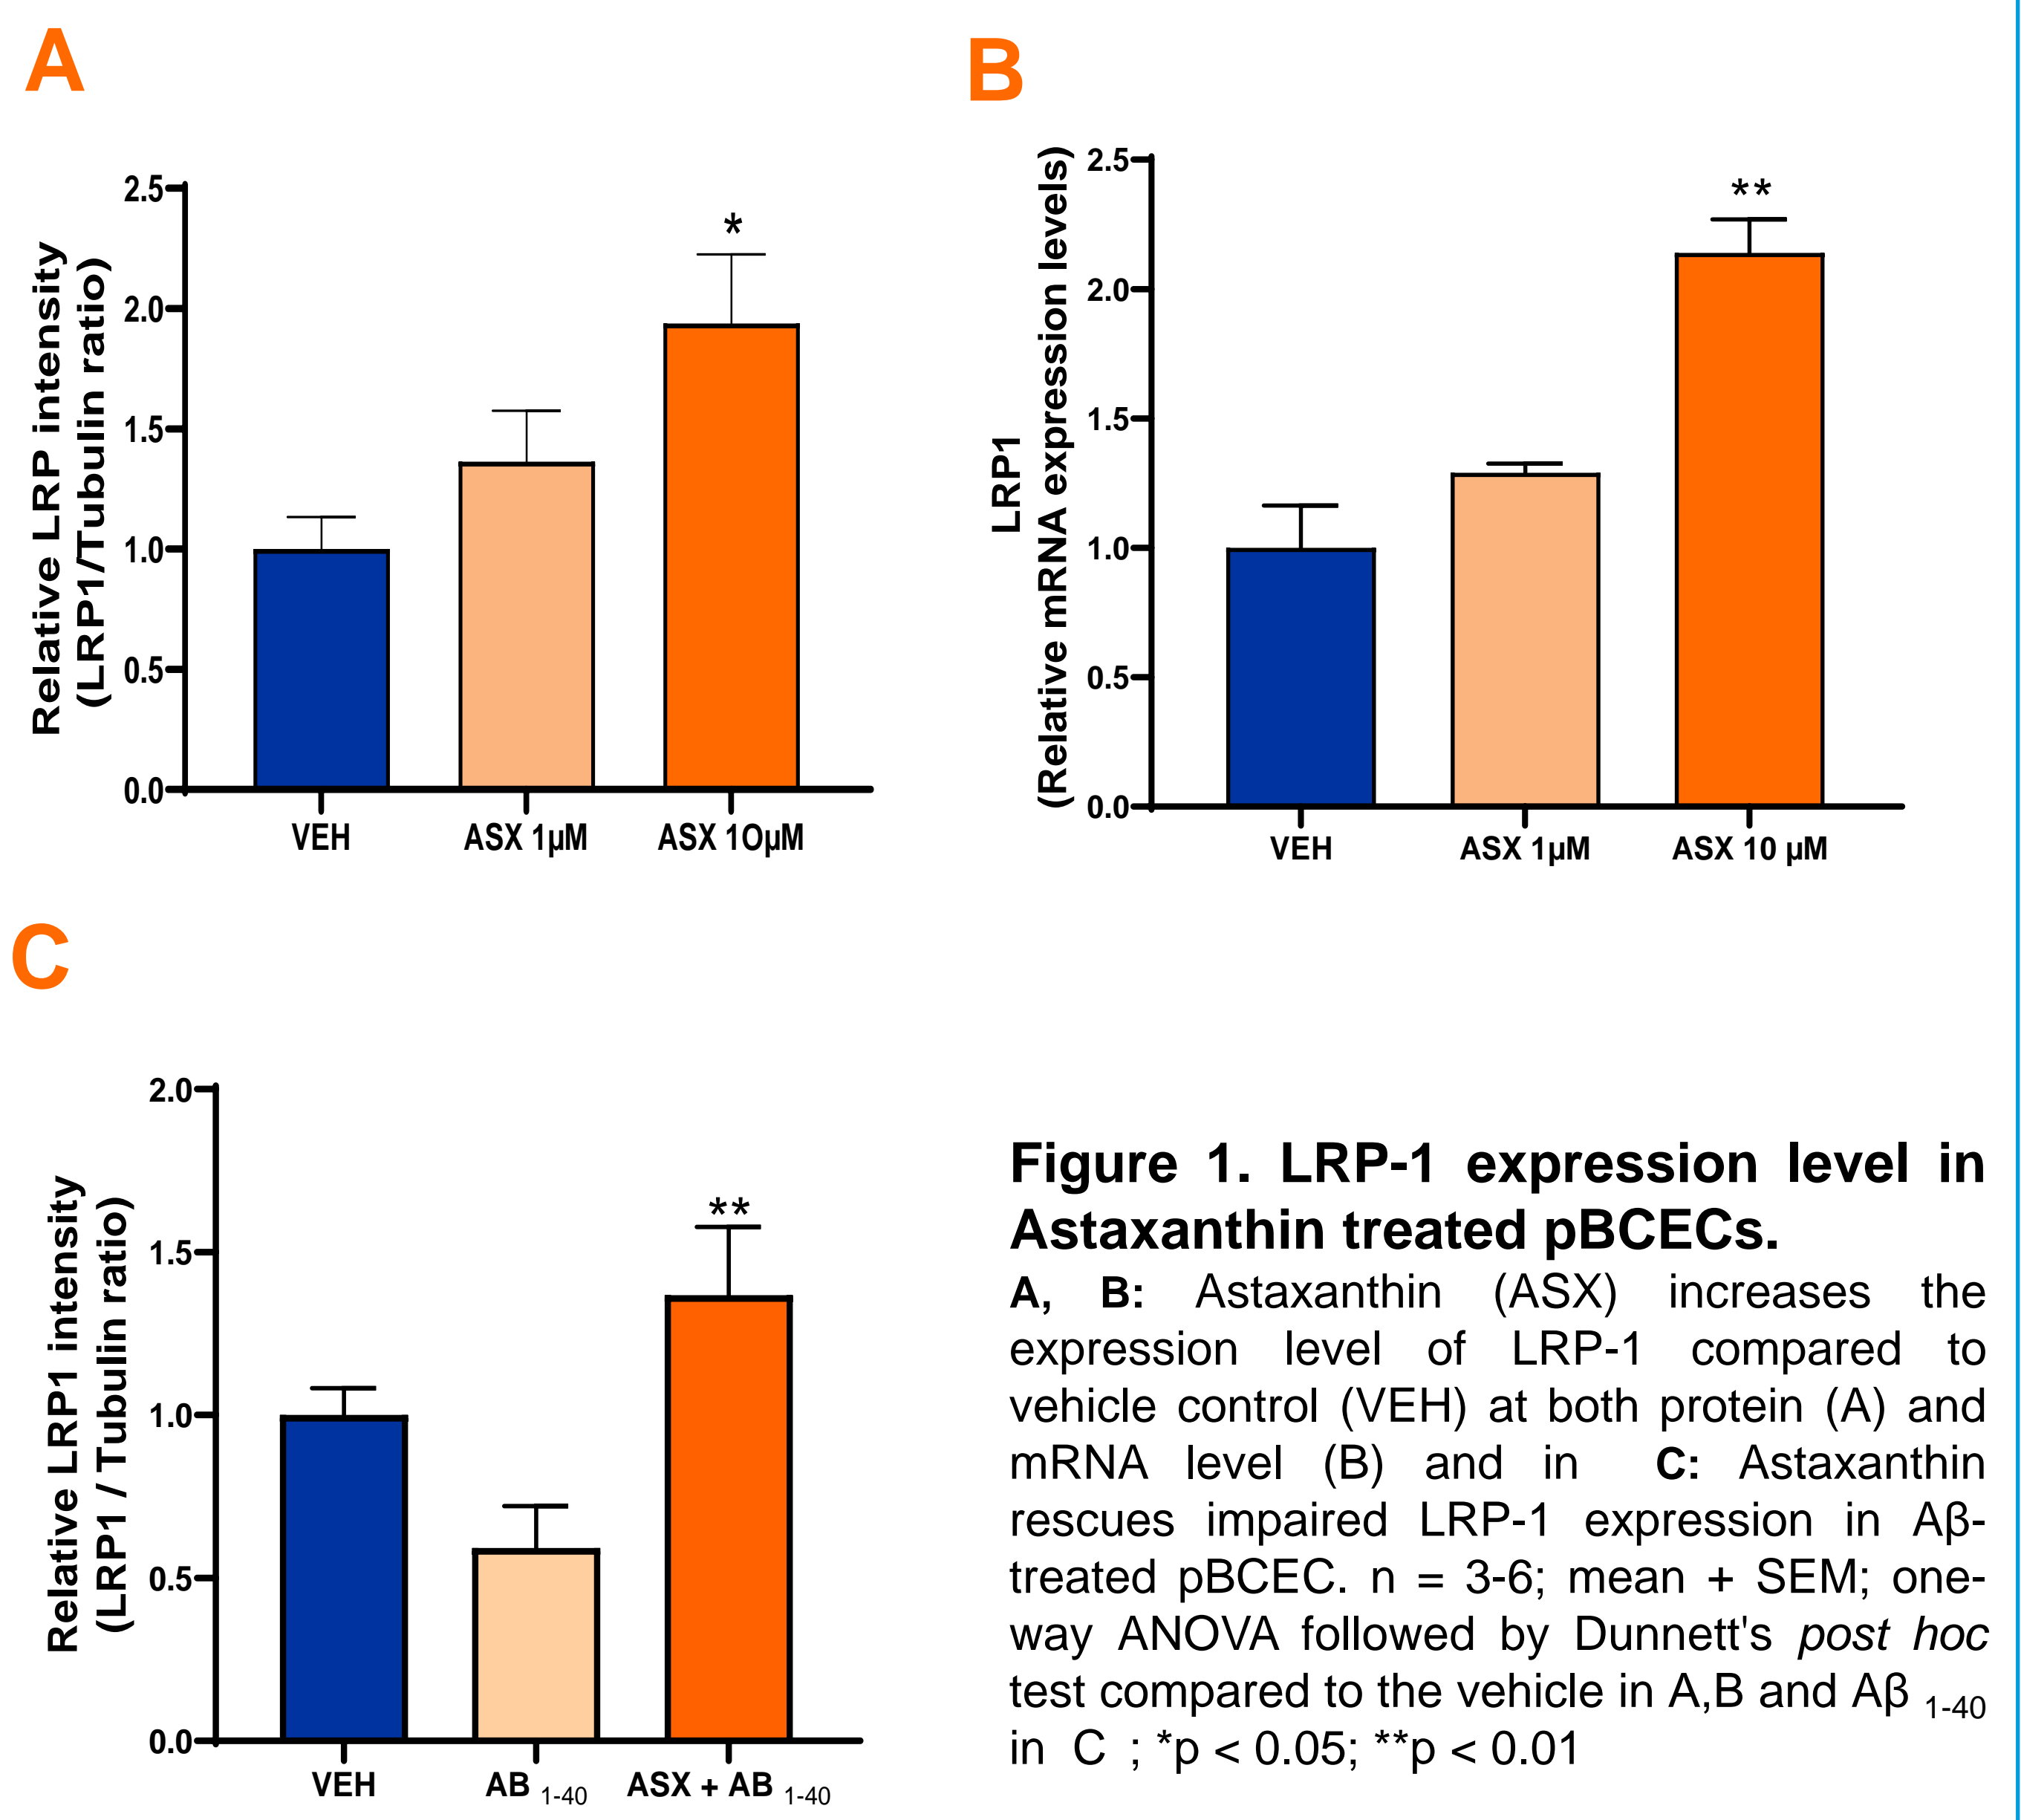 A
2.5
2.0
1.5
1.0
0.5
0.0
Relative LRP intensity
(LRP1/Tubulin ratio)
*
VEH ASX 1µM ASX 1OµM
B
2.5
2.0
1.5
1.0
0.5
0.0
LRP1
(Relative mRNA expression levels)
**
VEH ASX 1µM ASX 10 µM
C
2.0
1.5
1.0
0.5
0.0
Relative LRP1 intensity
(LRP1 / Tubulin ratio)
**
VEH AB 1-40 ASX + AB 1-40
Figure 1. LRP-1 expression level in
Astaxanthin treated pBCECs.
A, B: Astaxanthin (ASX) increases the
expression level of LRP-1 compared to
vehicle control (VEH) at both protein (A) and
mRNA level (B) and in C: Astaxanthin
rescues impaired LRP-1 expression in Aβ-
treated pBCEC. n = 3-6; mean + SEM; one-
way ANOVA followed by Dunnett's post hoc
test compared to the vehicle in A,B and Aβ 1-40
in C ; *p < 0.05; **p < 0.01